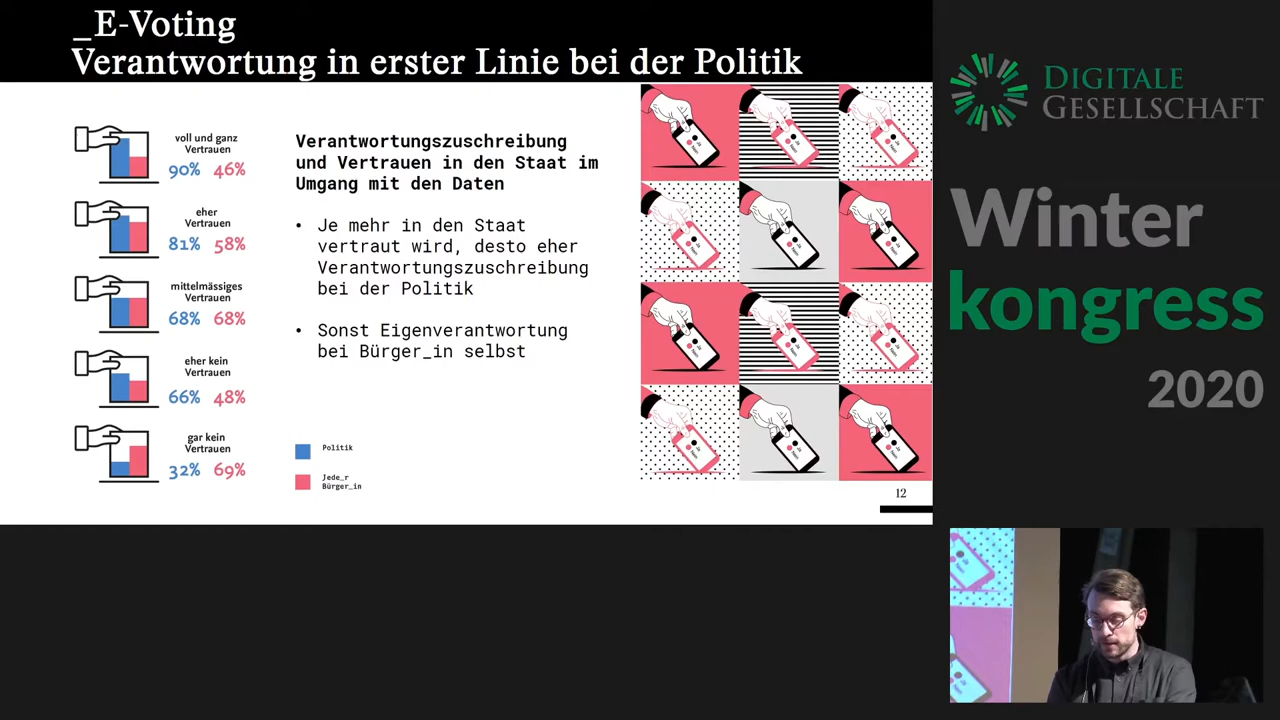 _E-Voting
Verantwortung in erster Linie bei der Politik
voll und ganz
Vertrauen
90% 46%
eher
Vertrauen
81% 58%
mittelmässiges
Vertrauen
68% 68%
eher kein
Vertrauen
66% 48%
gar kein
Vertrauen
32% 69%
Verantwortungszuschreibung
und Vertrauen in den Staat im
Umgang mit den Daten
• Je mehr in den Staat
vertraut wird, desto eher
Verantwortungszuschreibung
bei der Politik
• Sonst Eigenverantwortung
bei Bürger_in selbst
Politik
Jede_r
Bürger_in
12
DIGITALE
GESELLSCHAFT
Winter
kongress
2020